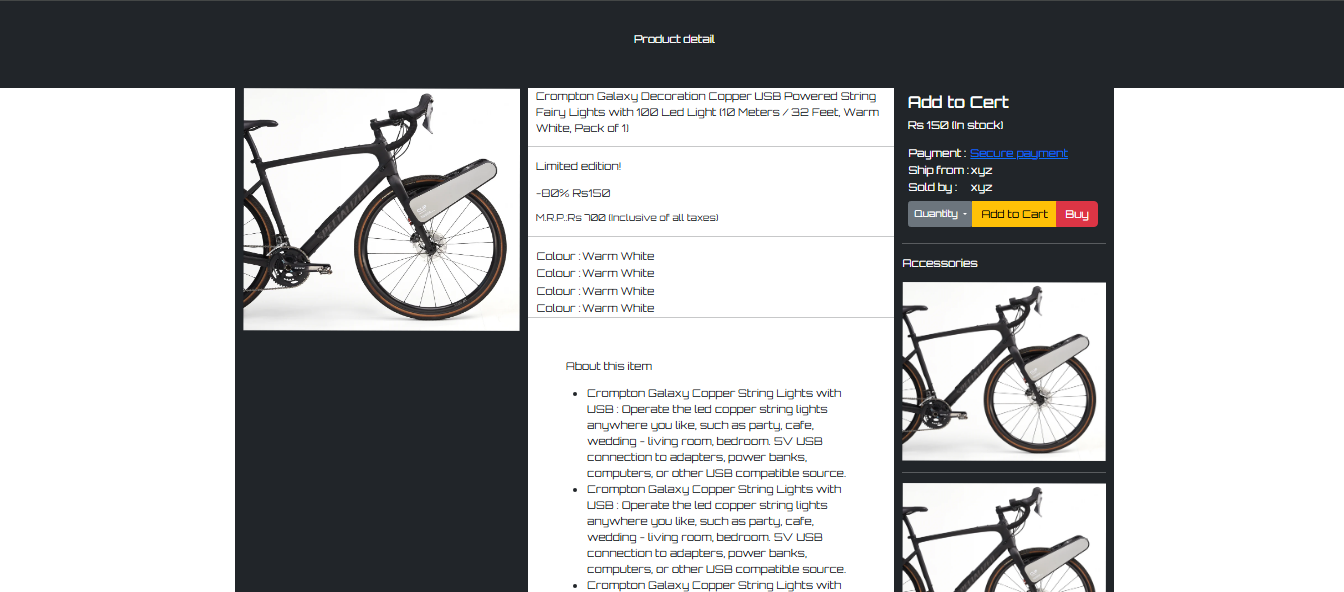 Product detail
Crompton Galaxy Decoration Copper USB Powered String
Fairy Lights with 100 Led Light (10 Meters / 32 Feet, Warm
White, Pack of 1)
Limited edition!
-80% Rs150
M.R.P.:Rs 700 (Inclusive of all taxes)
Colour : Warm White
Colour : Warm White
Colour : Warm White
Colour : Warm White
About this item
Crompton Galaxy Copper String Lights with
USB : Operate the led copper string lights
anywhere you like, such as party, cafe,
wedding - living room, bedroom. 5V USB
connection to adapters, power banks,
computers, or other USB compatible source.
Crompton Galaxy Copper String Lights with
USB : Operate the led copper string lights
anywhere you like, such as party, cafe,
wedding - living room, bedroom. 5V USB
connection to adapters, power banks,
computers, or other USB compatible source.
Crompton Galaxy Copper String Lights with
Add to Cert
Rs 150 (In stock)
Payment : Secure payment
Ship from : xyz
Sold by : xyz
Quantity
Add to Cart
Buy
Accessories
SPECIALIZED